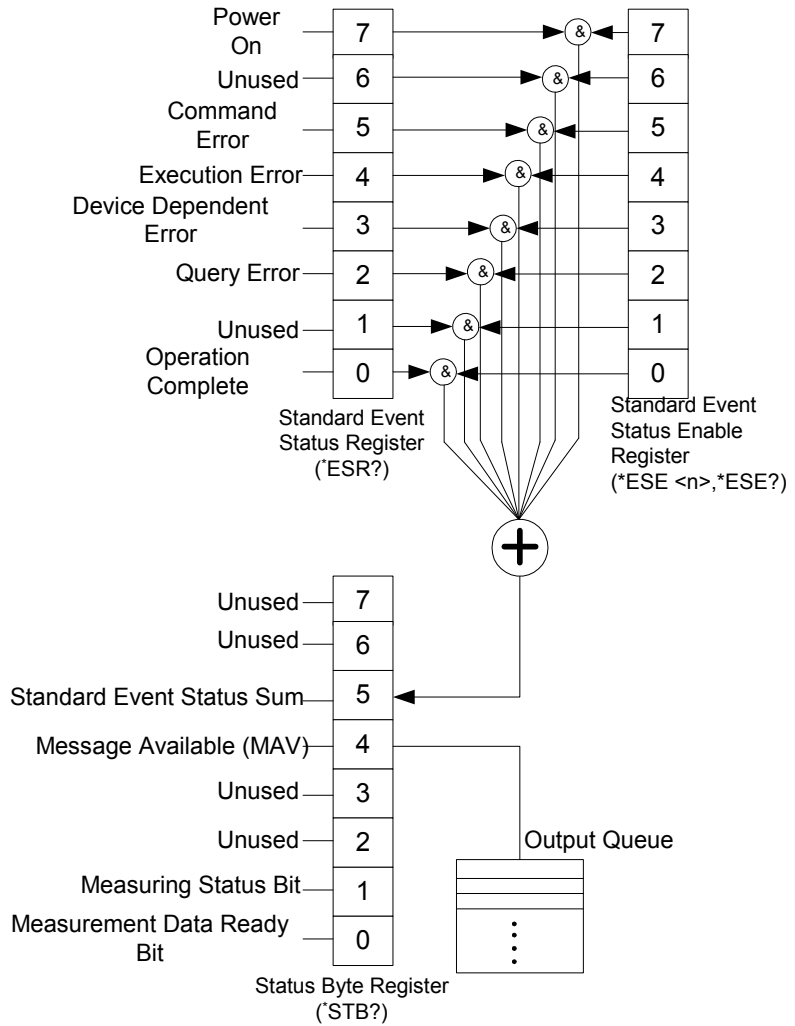 Power
On
7
&
7
Unused
6
&
6
Command
Error
5
&
5
Execution Error
4
&
4
Device Dependent
Error
3
&
3
Query Error
2
&
2
Unused
1
&
1
Operation
Complete
0
&
0
Standard Event
Status Register
(*ESR?)
Standard Event
Status Enable
Register
(*ESE <n>,*ESE?)
+
Unused
7
Unused
6
Standard Event Status Sum
5
Message Available (MAV)
4
Unused
3
Unused
2
Output Queue
Measuring Status Bit
1
Measurement Data Ready
Bit
0
Status Byte Register
(*STB?)